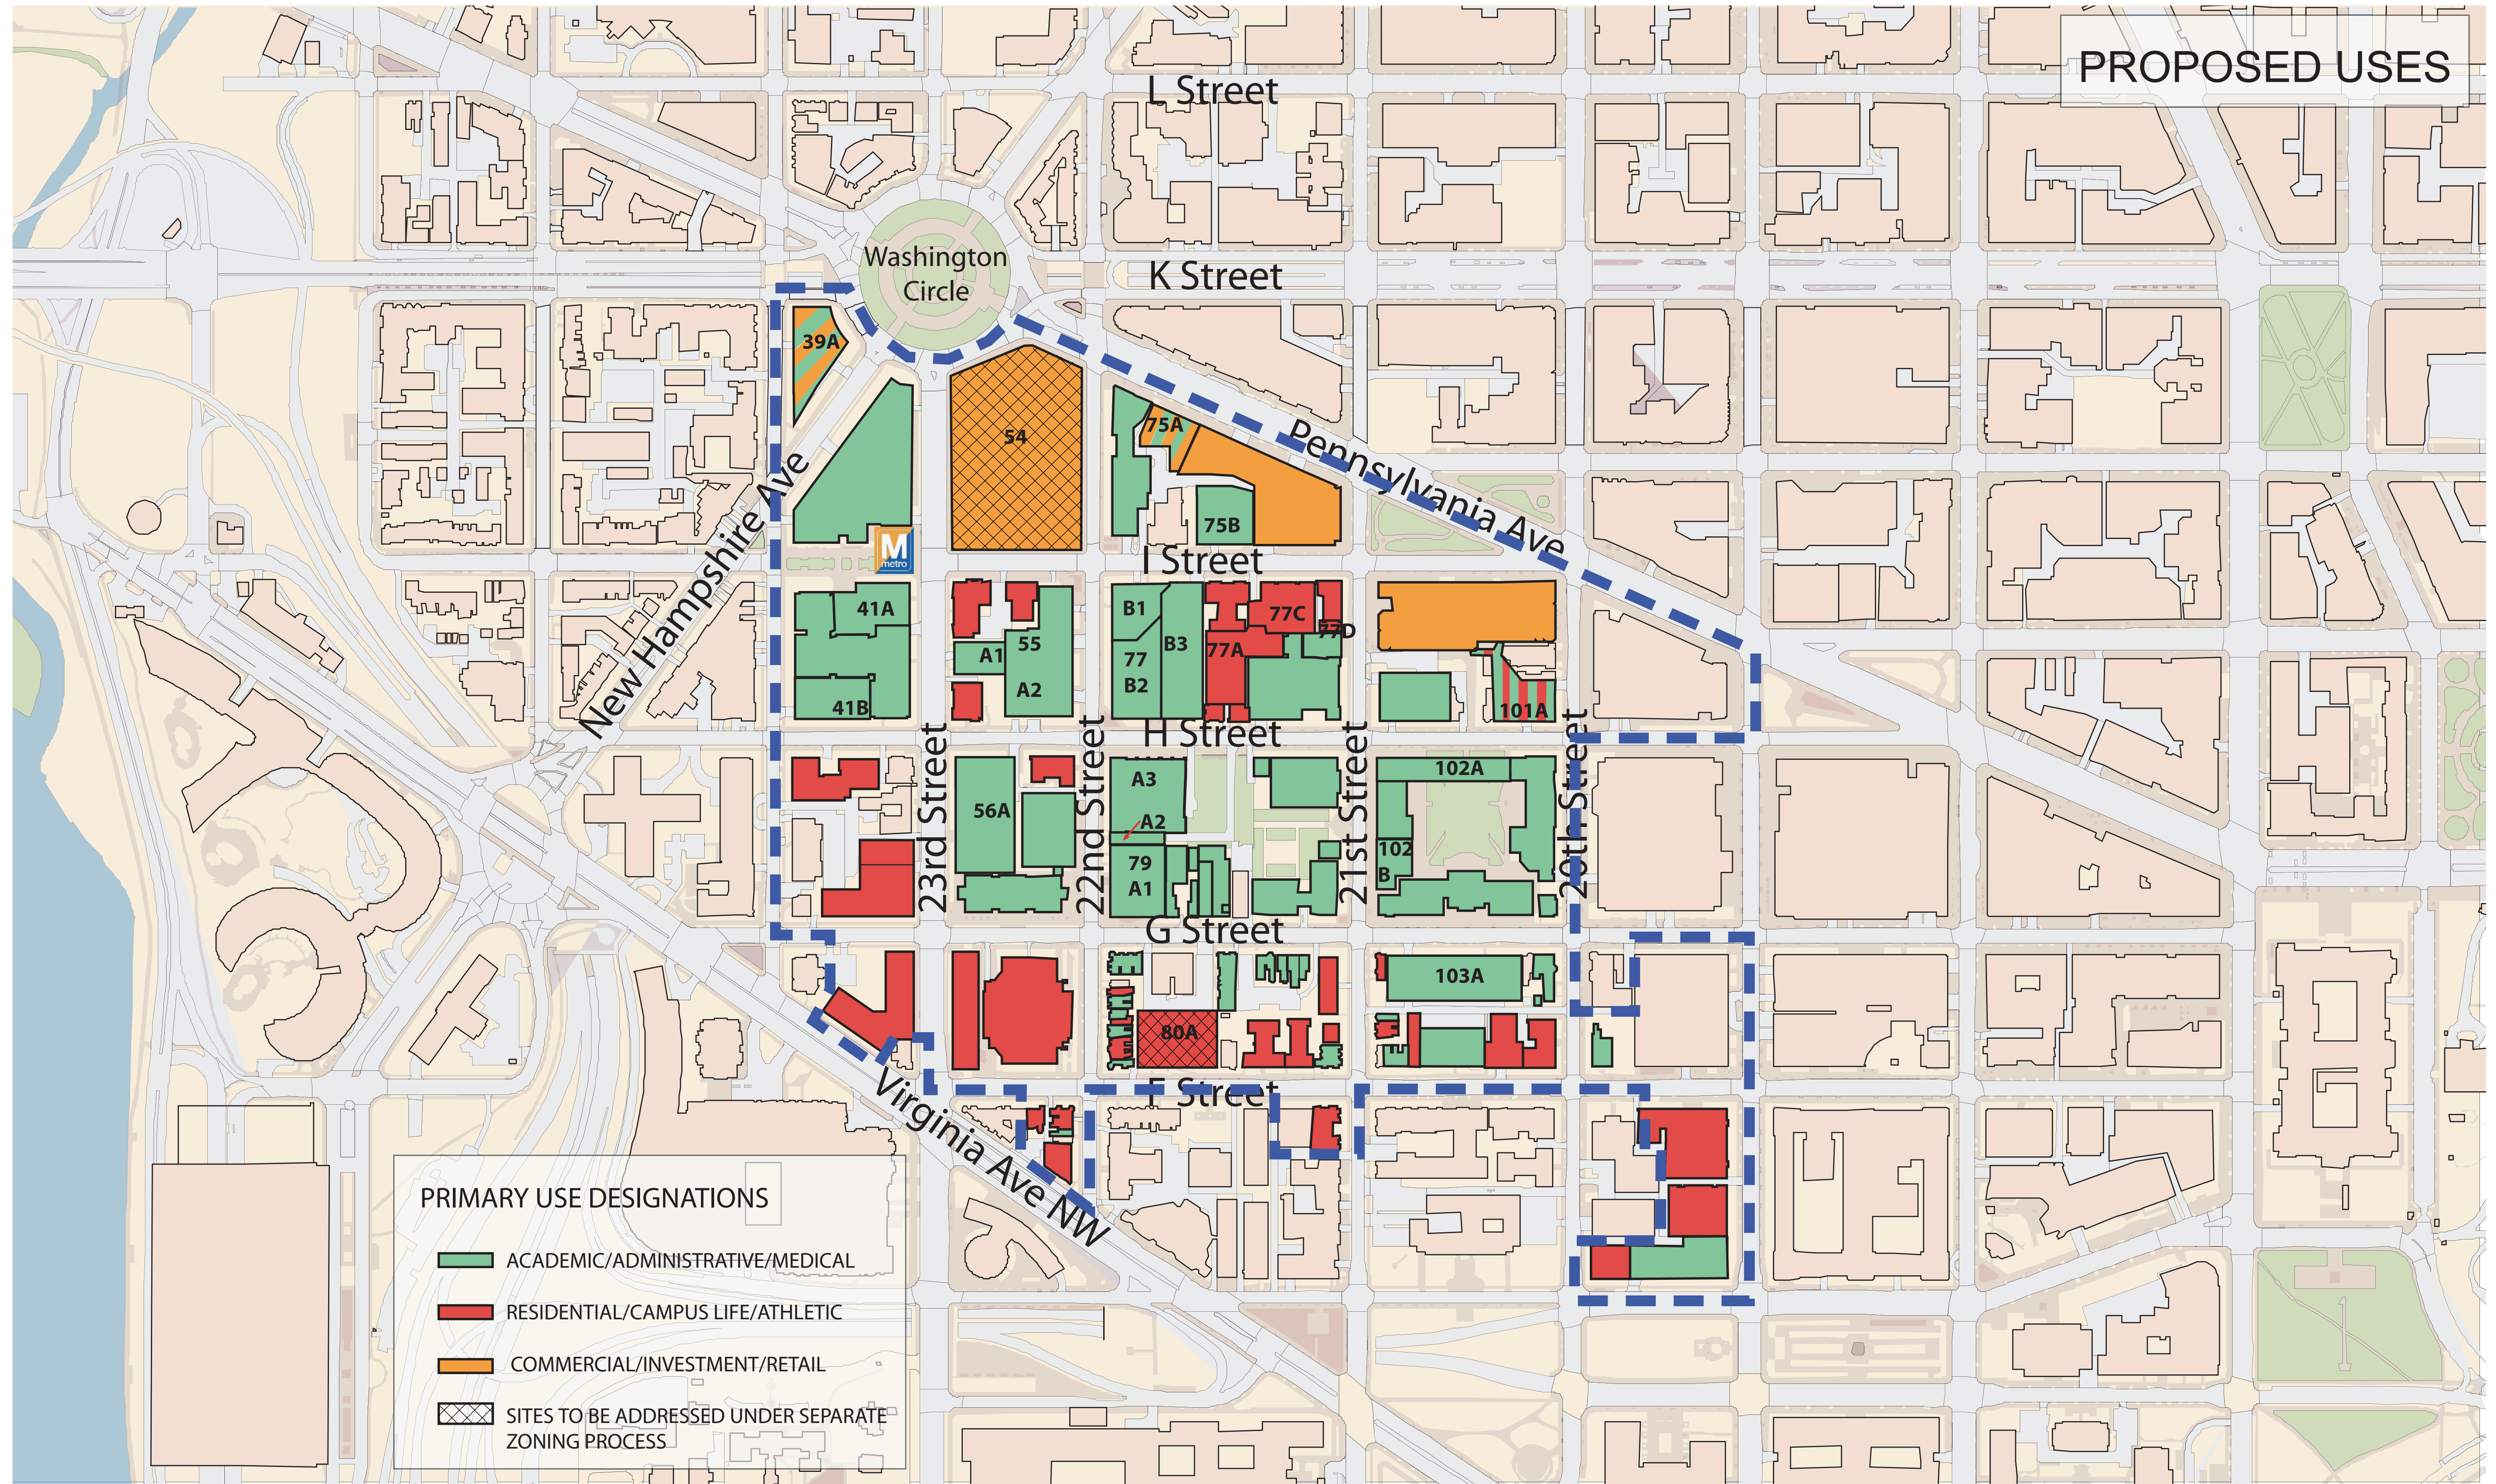 PROPOSED USES
L Street
K Street
Washington
Circle
39A
54
75A
75B
Pennsylvania Ave
New Hampshire Ave
M
metro
I Street
41A
41B
55
A1
A2
B1
B3
77
B2
77A
77C
77D
101A
H Street
23rd Street
22nd Street
21st Street
20th Street
56A
A3
A2
79
A1
102A
102
B
G Street
103A
80A
F Street
Virginia Ave NW
PRIMARY USE DESIGNATIONS
ACADEMIC/ADMINISTRATIVE/MEDICAL
RESIDENTIAL/CAMPUS LIFE/ATHLETIC
COMMERCIAL/INVESTMENT/RETAIL
SITES TO BE ADDRESSED UNDER SEPARATE
ZONING PROCESS